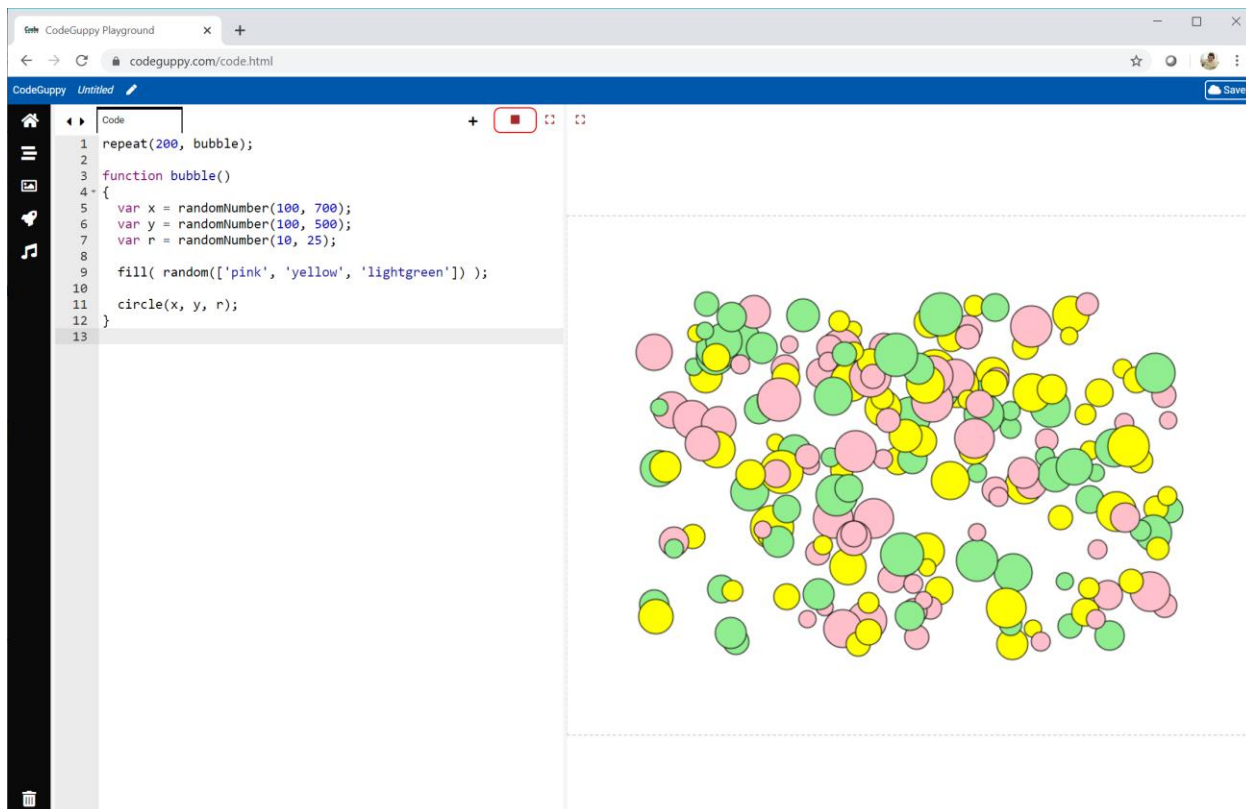 Code CodeGuppy Playground
codeguppy.com/code.html
CodeGuppy Untitled
Save
Code
1 repeat(200, bubble);
2
3 function bubble()
4 {
5 var x = randomNumber(100, 700);
6 var y = randomNumber(100, 500);
7 var r = randomNumber(10, 25);
8
9 fill( random(['pink', 'yellow', 'lightgreen']) );
10
11 circle(x, y, r);
12 }
13